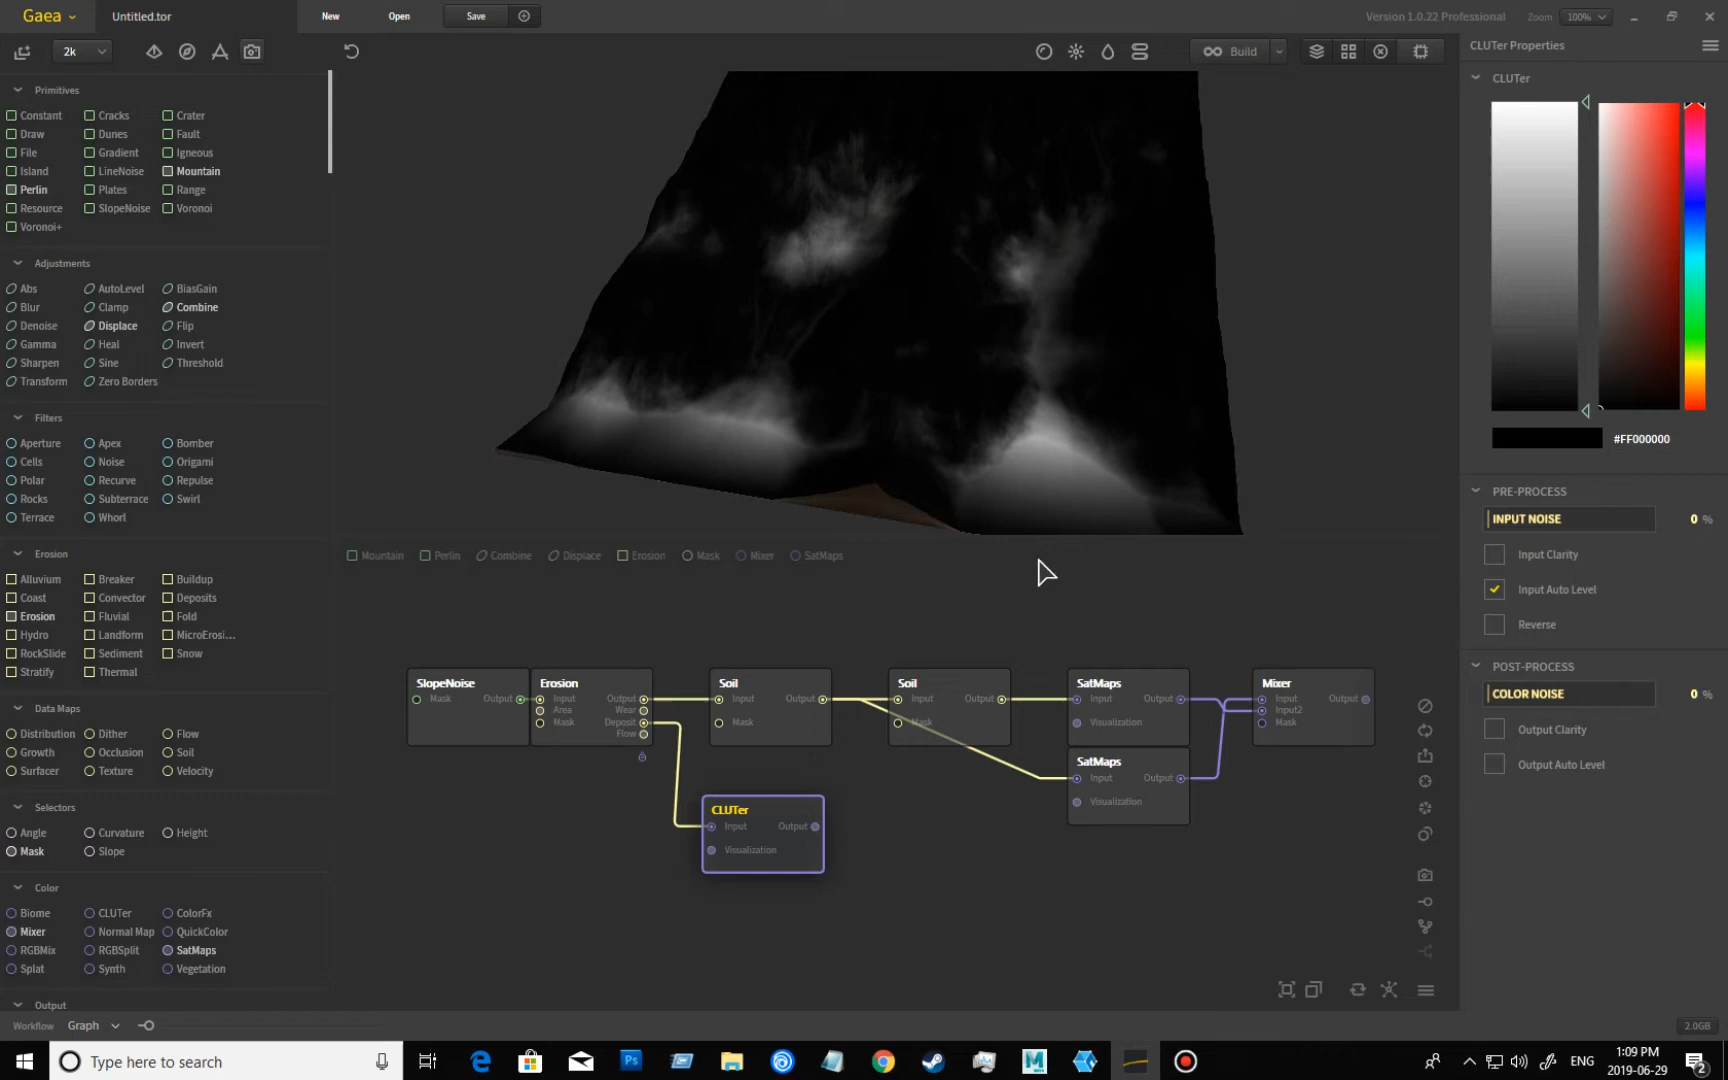 Gaea
Untitled.tor
New
Open
Save
Version 1.0.22 Professional
Zoom
100%
2k
Build
CLUTer Properties
Primitives
Constant Cracks Crater
Draw Dunes Fault
File Gradient Igneous
Island LineNoise Mountain
Perlin Plates Range
Resource SlopeNoise Voronoi
Voronoi+
Adjustments
Abs AutoLevel BiasGain
Blur Clamp Combine
Denoise Displace Flip
Gamma Heal Invert
Sharpen Sine Threshold
Transform Zero Borders
Filters
Aperture Apex Bomber
Cells Noise Origami
Polar Recurve Repulse
Rocks Subterrace Swirl
Terrace Whorl
Erosion
Alluvium Breaker Buildup
Coast Convector Deposits
Erosion Fluvial Fold
Hydro Landform MicroErosi...
RockSlide Sediment Snow
Stratify Thermal
Data Maps
Distribution Dither Flow
Growth Occlusion Soil
Surfacer Texture Velocity
Selectors
Angle Curvature Height
Mask Slope
Color
Biome CLUTer ColorFx
Mixer Normal Map QuickColor
RGBMix RGBSplit SatMaps
Splat Synth Vegetation
Output
Workflow Graph
Mountain Perlin Combine Displace Erosion Mask Mixer SatMaps
SlopeNoise
Mask Output
Erosion
Input Output
Area Wear
Mask Deposit
Flow
Soil
Input Output
Mask
Soil
Input Output
Mask
SatMaps
Input Output
Visualization
SatMaps
Input Output
Visualization
Mixer
Input Output
Input2
Mask
CLUTer
Input Output
Visualization
CLUTer
#FF000000
PRE-PROCESS
INPUT NOISE 0 %
Input Clarity
Input Auto Level
Reverse
POST-PROCESS
COLOR NOISE 0 %
Output Clarity
Output Auto Level
2.0GB
Type here to search
Ps
M
ENG
1:09 PM
2019-06-29
2